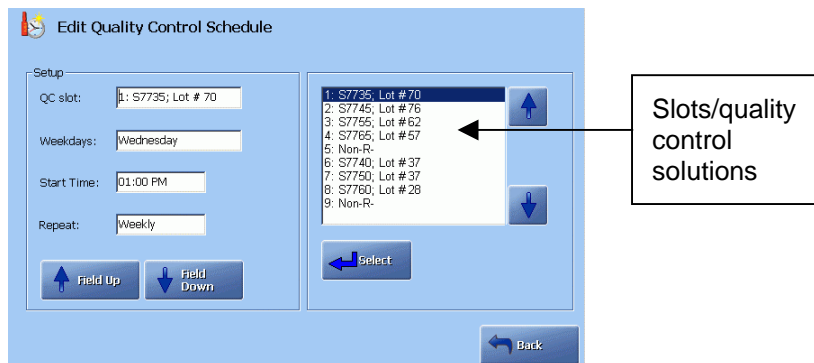 Edit Quality Control Schedule
Setup
QC slot:
1: S7735; Lot # 70
Weekdays:
Wednesday
Start Time:
01:00 PM
Repeat:
Weekly
Field Up
Field
Down
1: S7735; Lot # 70
2: S7745; Lot # 76
3: S7755; Lot # 62
4: S7765; Lot # 57
5: Non-R-
6: S7740; Lot # 37
7: S7750; Lot # 37
8: S7760; Lot # 28
9: Non-R-
Select
Back
Slots/quality
control
solutions